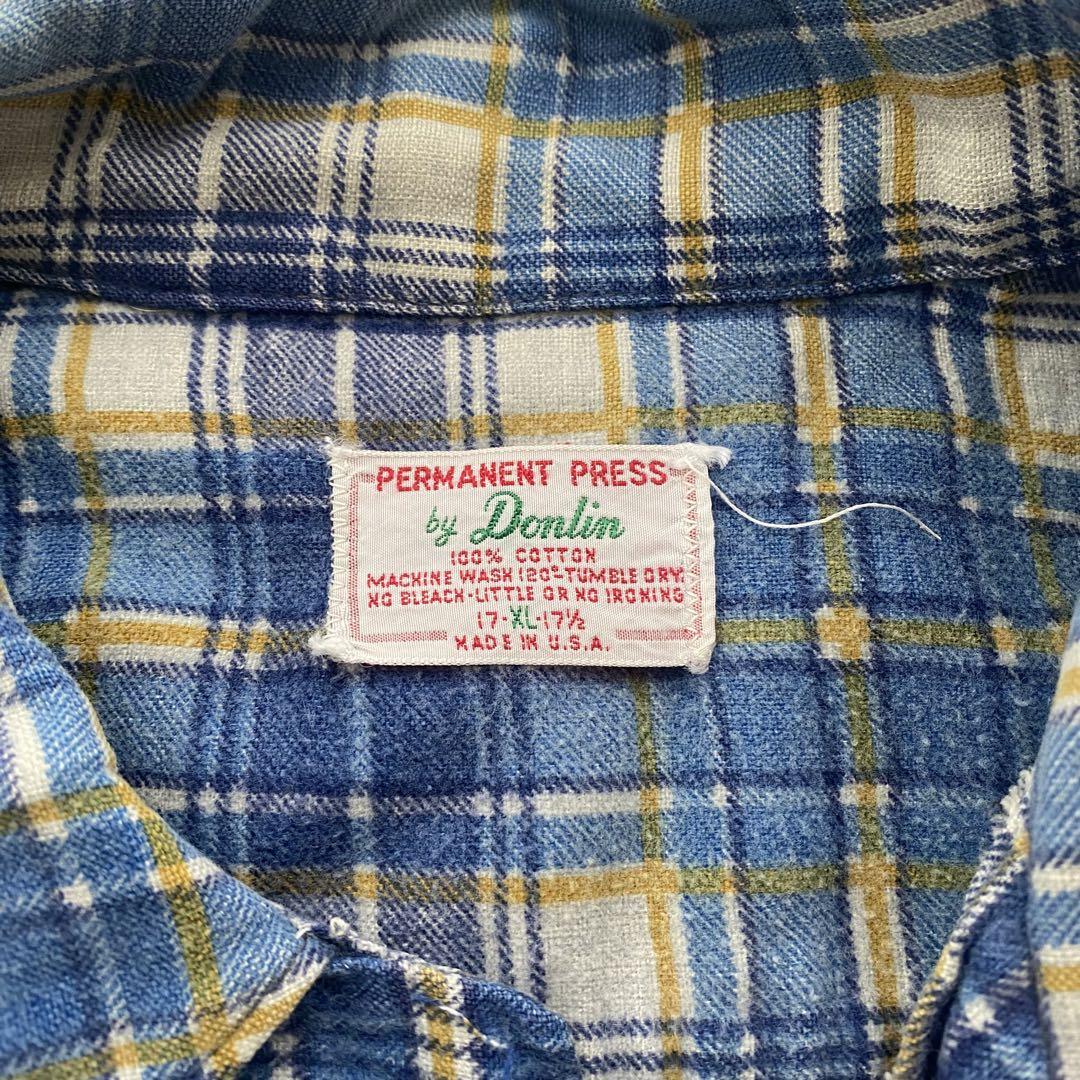 PERMANENT PRESS
by Donlin
100% COTTON
MACHINE WASH 120°-TUMBLE DRY
NO BLEACH-LITTLE OR NO IRONING
17-XL-17½
MADE IN U.S.A.